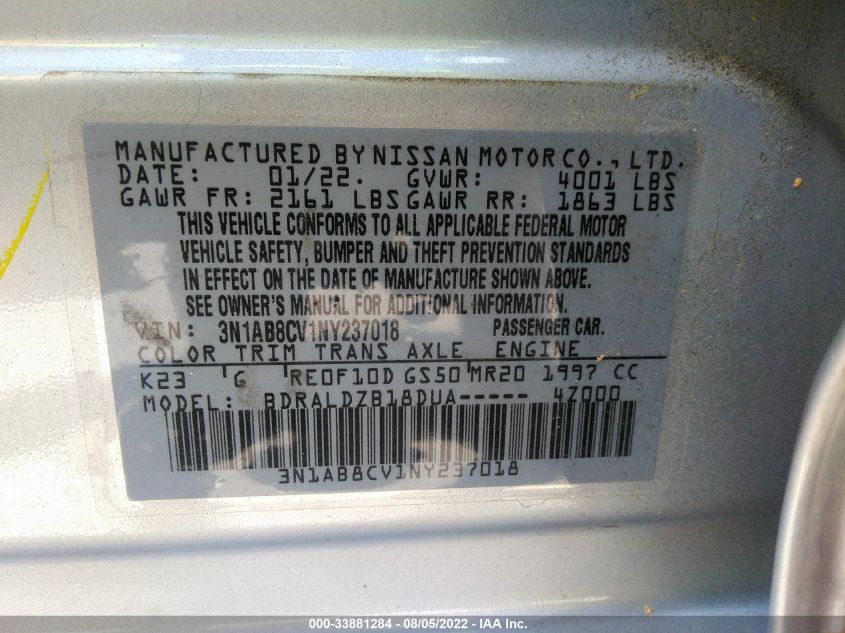 MANUFACTURED BY NISSAN MOTOR CO., LTD.
DATE: 01/22. GVWR: 4001 LBS
GAWR FR: 2161 LBS GAWR RR: 1863 LBS
THIS VEHICLE CONFORMS TO ALL APPLICABLE FEDERAL MOTOR
VEHICLE SAFETY, BUMPER AND THEFT PREVENTION STANDARDS
IN EFFECT ON THE DATE OF MANUFACTURE SHOWN ABOVE.
SEE OWNER'S MANUAL FOR ADDITIONAL INFORMATION.
VIN: 3N1AB8CV1NY237018 PASSENGER CAR.
COLOR TRIM TRANS AXLE ENGINE
K23 G RE0F10D GS50 MR20 1997 CC
MODEL: BDRALDZB18DUA----- 4Z000
3N1AB8CV1NY237018
000-33881284 - 08/05/2022 - IAA Inc.